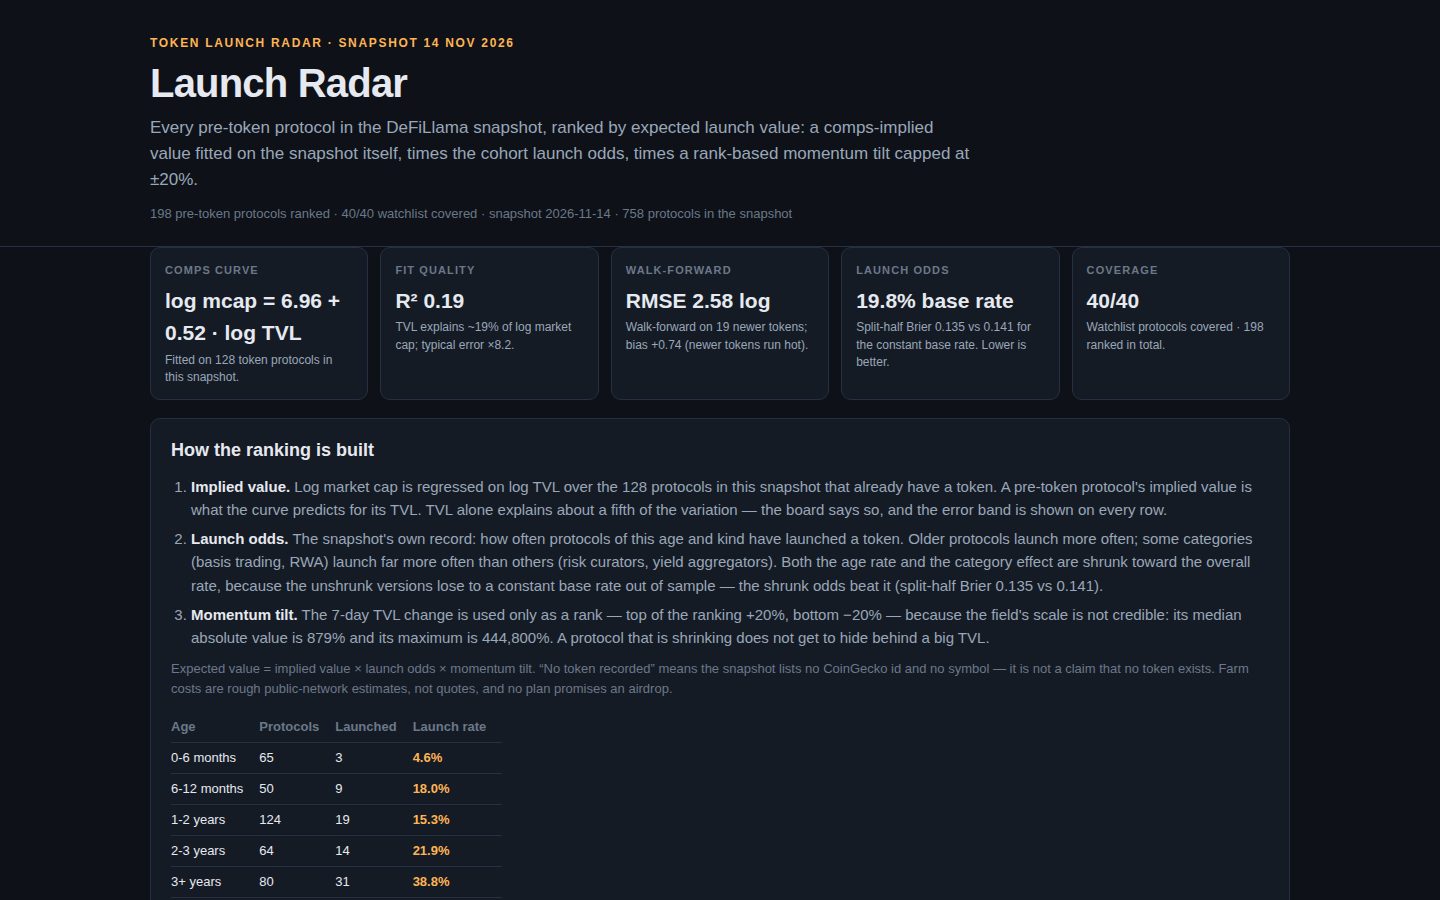 TOKEN LAUNCH RADAR · SNAPSHOT 14 NOV 2026
Launch Radar
Every pre-token protocol in the DeFiLlama snapshot, ranked by expected launch value: a comps-implied
value fitted on the snapshot itself, times the cohort launch odds, times a rank-based momentum tilt capped at
±20%.
198 pre-token protocols ranked · 40/40 watchlist covered · snapshot 2026-11-14 · 758 protocols in the snapshot
COMPS CURVE
log mcap = 6.96 +
0.52 · log TVL
Fitted on 128 token protocols in
this snapshot.
FIT QUALITY
R² 0.19
TVL explains ~19% of log market
cap; typical error ×8.2.
WALK-FORWARD
RMSE 2.58 log
Walk-forward on 19 newer tokens;
bias +0.74 (newer tokens run hot).
LAUNCH ODDS
19.8% base rate
Split-half Brier 0.135 vs 0.141 for
the constant base rate. Lower is
better.
COVERAGE
40/40
Watchlist protocols covered · 198
ranked in total.
How the ranking is built
1. Implied value. Log market cap is regressed on log TVL over the 128 protocols in this snapshot that already have a token. A pre-token protocol's implied value is
what the curve predicts for its TVL. TVL alone explains about a fifth of the variation — the board says so, and the error band is shown on every row.
2. Launch odds. The snapshot's own record: how often protocols of this age and kind have launched a token. Older protocols launch more often; some categories
(basis trading, RWA) launch far more often than others (risk curators, yield aggregators). Both the age rate and the category effect are shrunk toward the overall
rate, because the unshrunk versions lose to a constant base rate out of sample — the shrunk odds beat it (split-half Brier 0.135 vs 0.141).
3. Momentum tilt. The 7-day TVL change is used only as a rank — top of the ranking +20%, bottom −20% — because the field's scale is not credible: its median
absolute value is 879% and its maximum is 444,800%. A protocol that is shrinking does not get to hide behind a big TVL.
Expected value = implied value × launch odds × momentum tilt. “No token recorded” means the snapshot lists no CoinGecko id and no symbol — it is not a claim that no token exists. Farm
costs are rough public-network estimates, not quotes, and no plan promises an airdrop.
Age Protocols Launched Launch rate
0-6 months 65 3 4.6%
6-12 months 50 9 18.0%
1-2 years 124 19 15.3%
2-3 years 64 14 21.9%
3+ years 80 31 38.8%